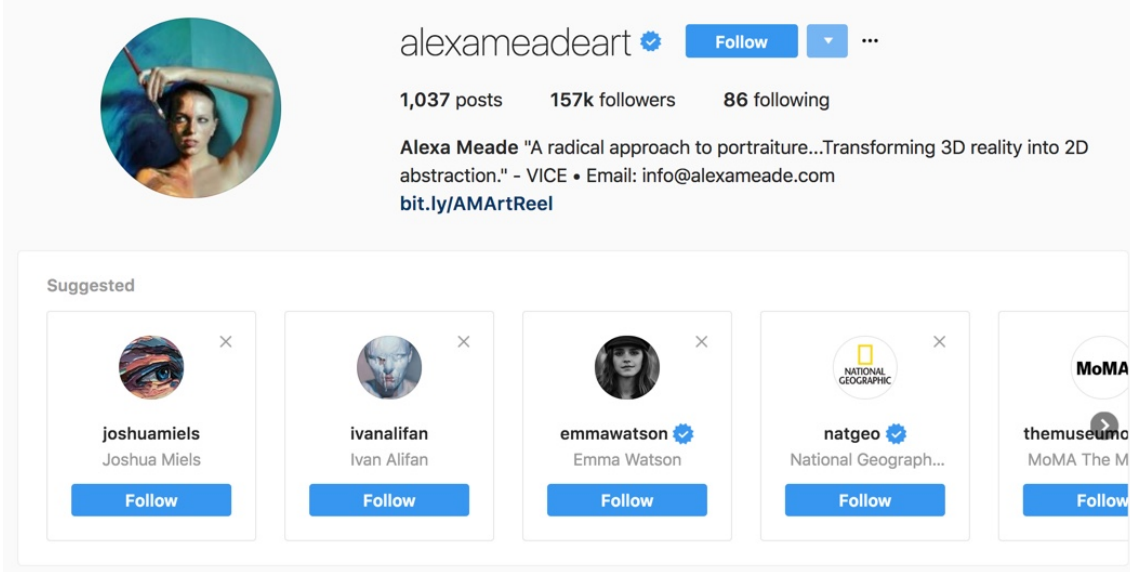 alexameadeart
Follow
1,037 posts 157k followers 86 following
Alexa Meade "A radical approach to portraiture...Transforming 3D reality into 2D
abstraction." - VICE • Email: info@alexameade.com
bit.ly/AMArtReel
Suggested
joshuamiels
Joshua Miels
Follow
ivanalifan
Ivan Alifan
Follow
emmawatson
Emma Watson
Follow
NATIONAL
GEOGRAPHIC
natgeo
National Geograph...
Follow
MoMA
themuseumo
MoMA The M
Follow